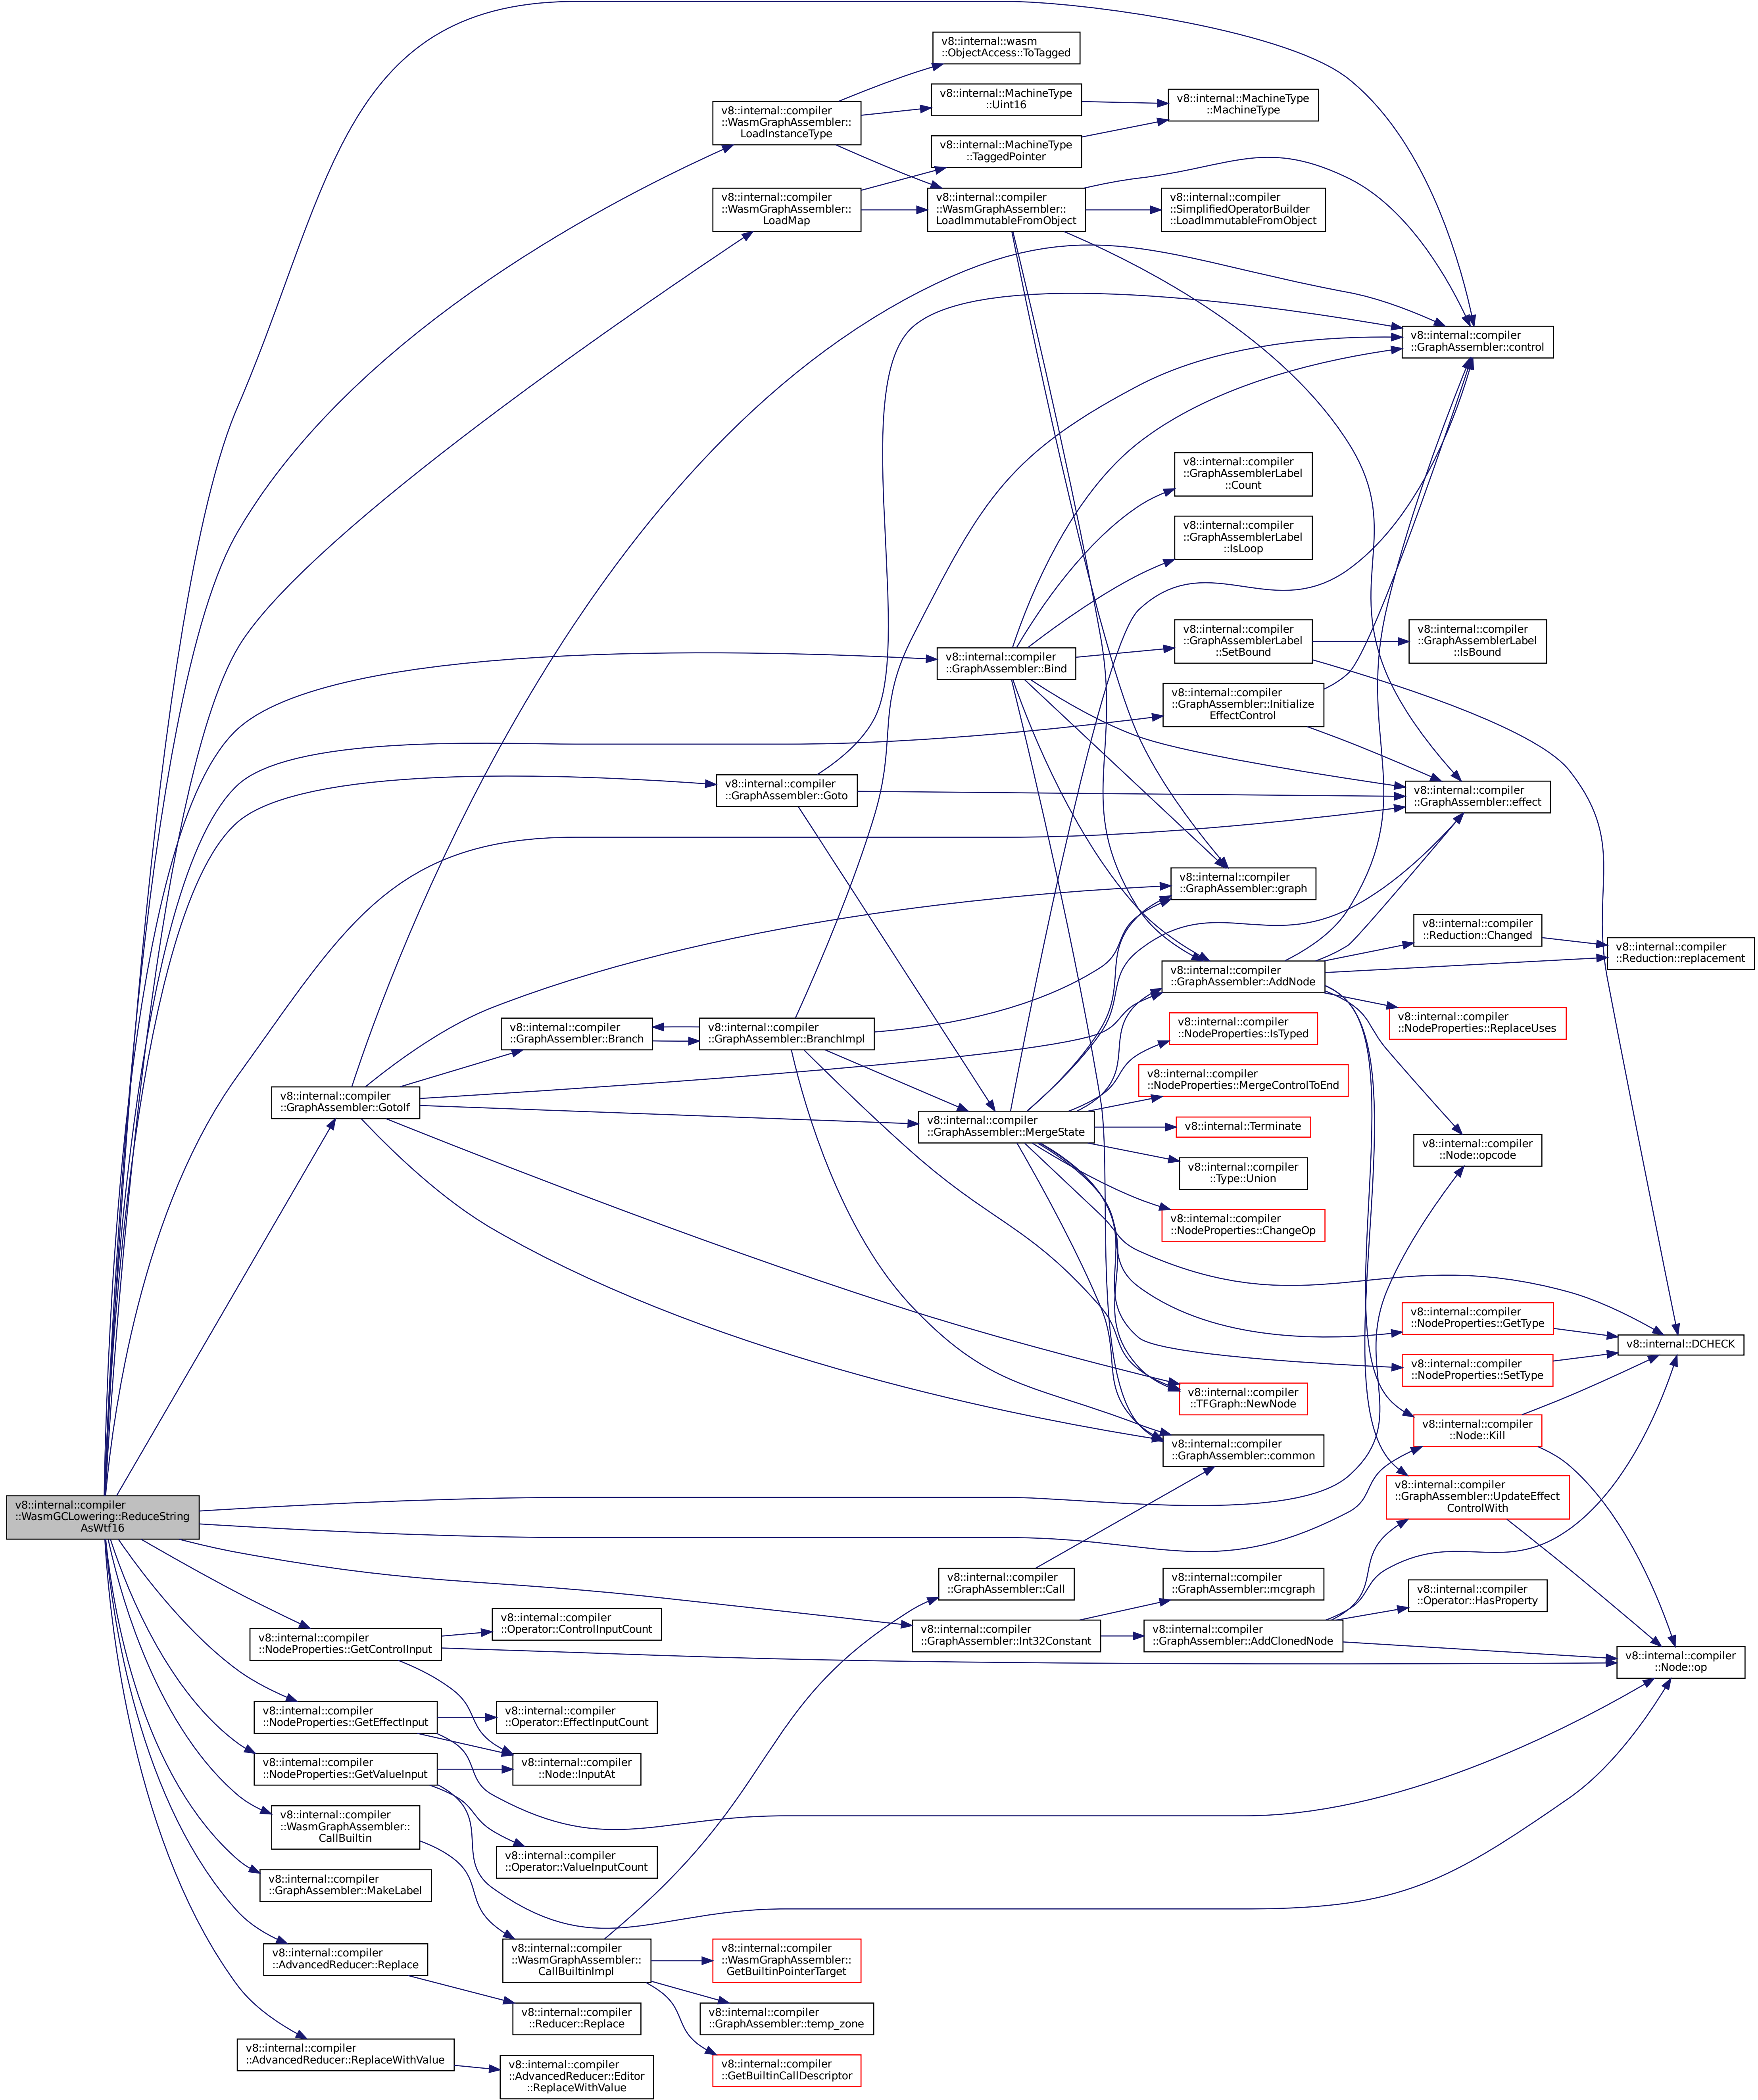 v8::internal::wasm
::ObjectAccess::ToTagged
v8::internal::MachineType
::Uint16
v8::internal::MachineType
::MachineType
v8::internal::compiler
::WasmGraphAssembler::
LoadInstanceType
v8::internal::MachineType
::TaggedPointer
v8::internal::compiler
::WasmGraphAssembler::
LoadMap
v8::internal::compiler
::WasmGraphAssembler::
LoadImmutableFromObject
v8::internal::compiler
::SimplifiedOperatorBuilder
::LoadImmutableFromObject
v8::internal::compiler
::GraphAssembler::control
v8::internal::compiler
::GraphAssemblerLabel
::Count
v8::internal::compiler
::GraphAssemblerLabel
::IsLoop
v8::internal::compiler
::GraphAssemblerLabel
::SetBound
v8::internal::compiler
::GraphAssemblerLabel
::IsBound
v8::internal::compiler
::GraphAssembler::Bind
v8::internal::compiler
::GraphAssembler::Initialize
EffectControl
v8::internal::compiler
::GraphAssembler::Goto
v8::internal::compiler
::GraphAssembler::effect
v8::internal::compiler
::GraphAssembler::graph
v8::internal::compiler
::Reduction::Changed
v8::internal::compiler
::Reduction::replacement
v8::internal::compiler
::GraphAssembler::AddNode
v8::internal::compiler
::NodeProperties::ReplaceUses
v8::internal::compiler
::GraphAssembler::Branch
v8::internal::compiler
::GraphAssembler::BranchImpl
v8::internal::compiler
::NodeProperties::IsTyped
v8::internal::compiler
::NodeProperties::MergeControlToEnd
v8::internal::compiler
::GraphAssembler::GotoIf
v8::internal::compiler
::GraphAssembler::MergeState
v8::internal::Terminate
v8::internal::compiler
::Node::opcode
v8::internal::compiler
::Type::Union
v8::internal::compiler
::NodeProperties::ChangeOp
v8::internal::compiler
::NodeProperties::GetType
v8::internal::DCHECK
v8::internal::compiler
::NodeProperties::SetType
v8::internal::compiler
::TFGraph::NewNode
v8::internal::compiler
::Node::Kill
v8::internal::compiler
::GraphAssembler::common
v8::internal::compiler
::GraphAssembler::UpdateEffect
ControlWith
v8::internal::compiler
::WasmGCLowering::ReduceString
AsWtf16
v8::internal::compiler
::GraphAssembler::Call
v8::internal::compiler
::GraphAssembler::mcgraph
v8::internal::compiler
::Operator::HasProperty
v8::internal::compiler
::Operator::ControlInputCount
v8::internal::compiler
::GraphAssembler::Int32Constant
v8::internal::compiler
::GraphAssembler::AddClonedNode
v8::internal::compiler
::NodeProperties::GetControlInput
v8::internal::compiler
::Node::op
v8::internal::compiler
::NodeProperties::GetEffectInput
v8::internal::compiler
::Operator::EffectInputCount
v8::internal::compiler
::NodeProperties::GetValueInput
v8::internal::compiler
::Node::InputAt
v8::internal::compiler
::WasmGraphAssembler::
CallBuiltin
v8::internal::compiler
::Operator::ValueInputCount
v8::internal::compiler
::GraphAssembler::MakeLabel
v8::internal::compiler
::AdvancedReducer::Replace
v8::internal::compiler
::WasmGraphAssembler::
CallBuiltinImpl
v8::internal::compiler
::WasmGraphAssembler::
GetBuiltinPointerTarget
v8::internal::compiler
::Reducer::Replace
v8::internal::compiler
::GraphAssembler::temp_zone
v8::internal::compiler
::AdvancedReducer::ReplaceWithValue
v8::internal::compiler
::AdvancedReducer::Editor
::ReplaceWithValue
v8::internal::compiler
::GetBuiltinCallDescriptor